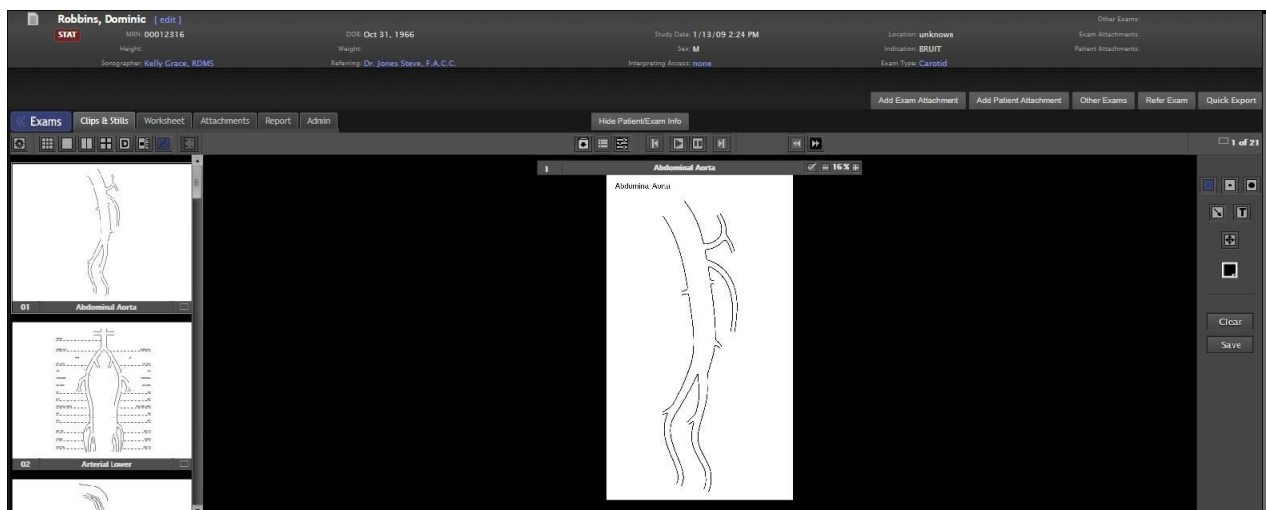 Robbins, Dominic [ edit ]
Other Exams:
STAT MRN: 00012316 DOB: Oct 31, 1966 Study Date: 1/13/09 2:24 PM Location: unknown Exam Attachments:
Height: Weight: Sex: M Indication: BRUIT Patient Attachments:
Sonographer: Kelly Grace, RDMS Referring: Dr. Jones Steve, F.A.C.C. Interpreting Access: none Exam Type: Carotid
Add Exam Attachment Add Patient Attachment Other Exams Refer Exam Quick Export
Exams Clips & Stills Worksheet Attachments Report Admin Hide Patient/Exam Info
D 1 of 21
1 Abdominal Aorta 16 %
Abdominal Aorta
T
01 Abdominal Aorta
Clear
Save
02 Arterial Lower